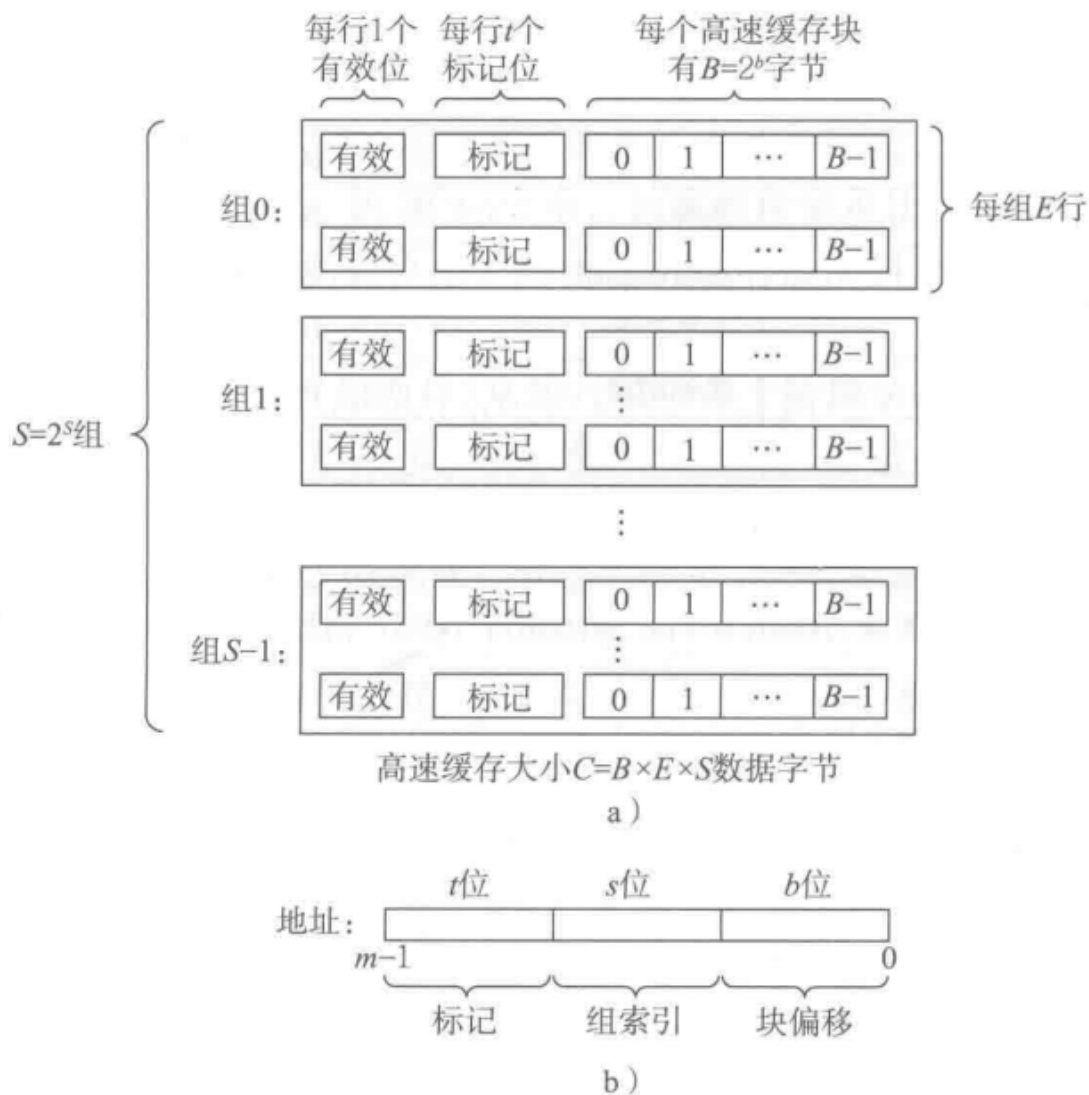 每行1个 每行t个 每个高速缓存块
有效位 标记位 有B=2ᵇ字节
有效 标记 0 1 … B−1
组0: 每组E行
有效 标记 0 1 … B−1
有效 标记 0 1 … B−1
组1: ⋮
S=2ˢ组
有效 标记 0 1 … B−1
⋮
有效 标记 0 1 … B−1
组S−1: ⋮
有效 标记 0 1 … B−1
高速缓存大小C=B×E×S数据字节
a)
t位 s位 b位
地址:
m−1 0
标记 组索引 块偏移
b)